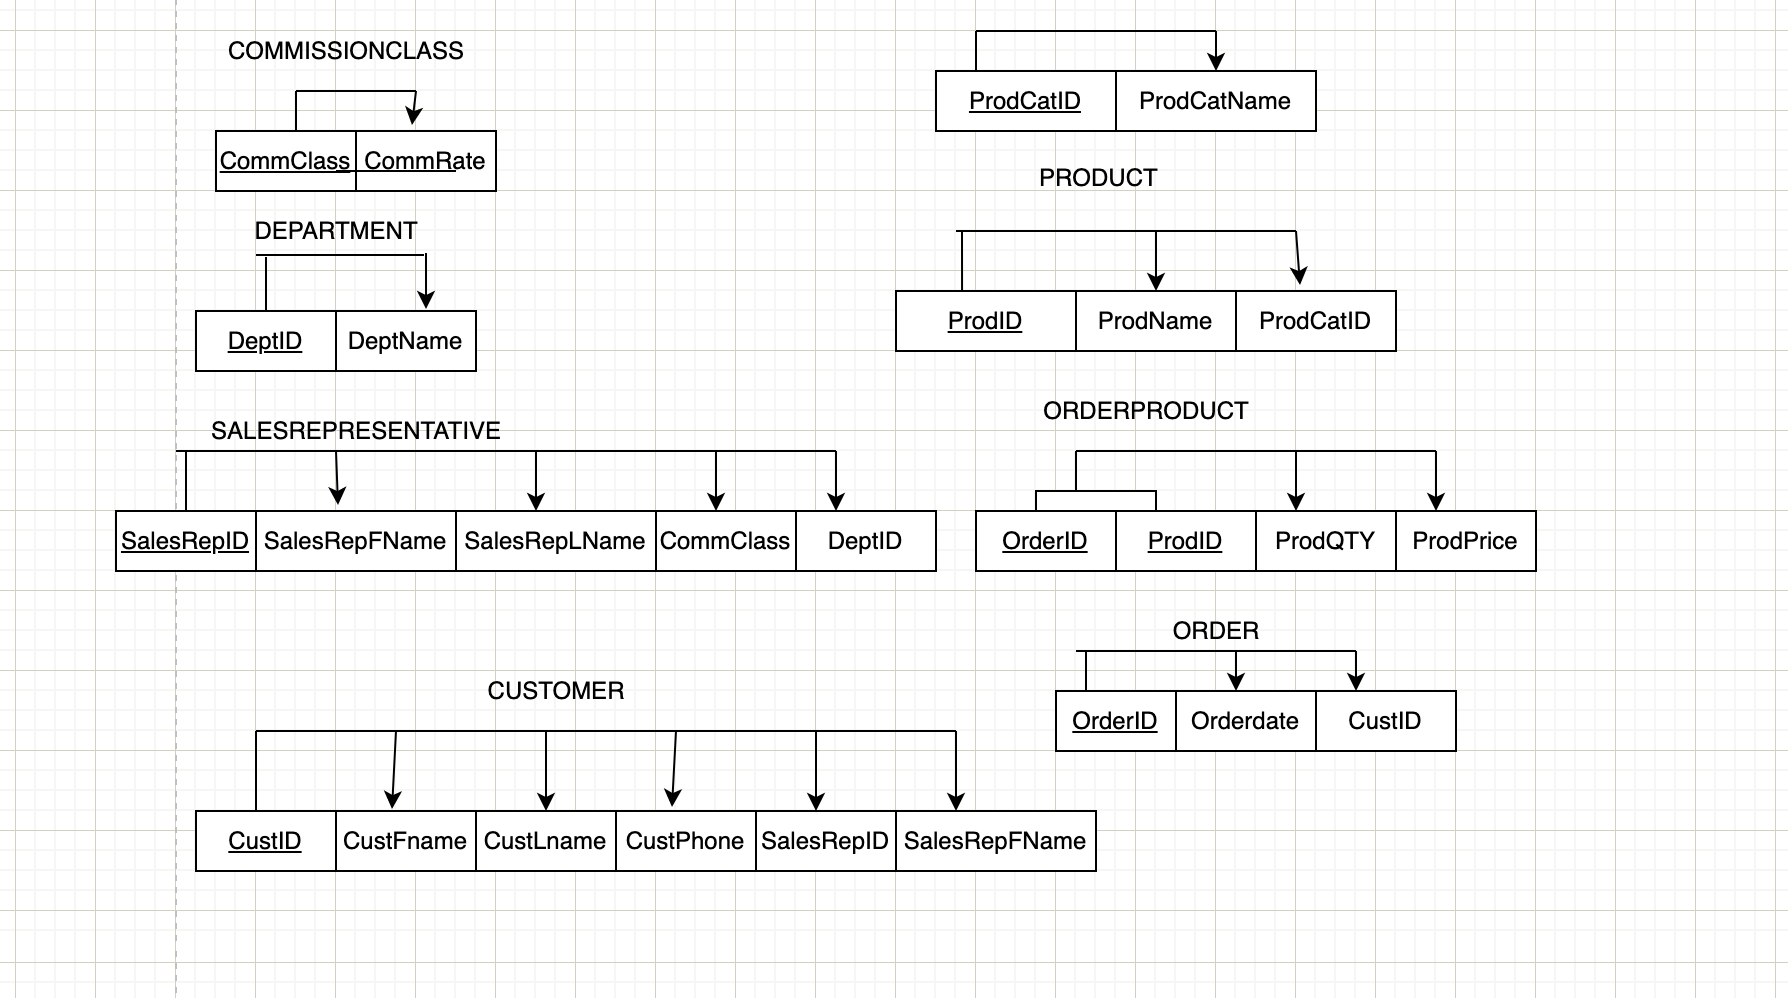 COMMISSIONCLASS
CommClass CommRate
DEPARTMENT
DeptID DeptName
SALESREPRESENTATIVE
SalesRepID SalesRepFName SalesRepLName CommClass DeptID
CUSTOMER
CustID CustFname CustLname CustPhone SalesRepID SalesRepFName
ProdCatID ProdCatName
PRODUCT
ProdID ProdName ProdCatID
ORDERPRODUCT
OrderID ProdID ProdQTY ProdPrice
ORDER
OrderID Orderdate CustID